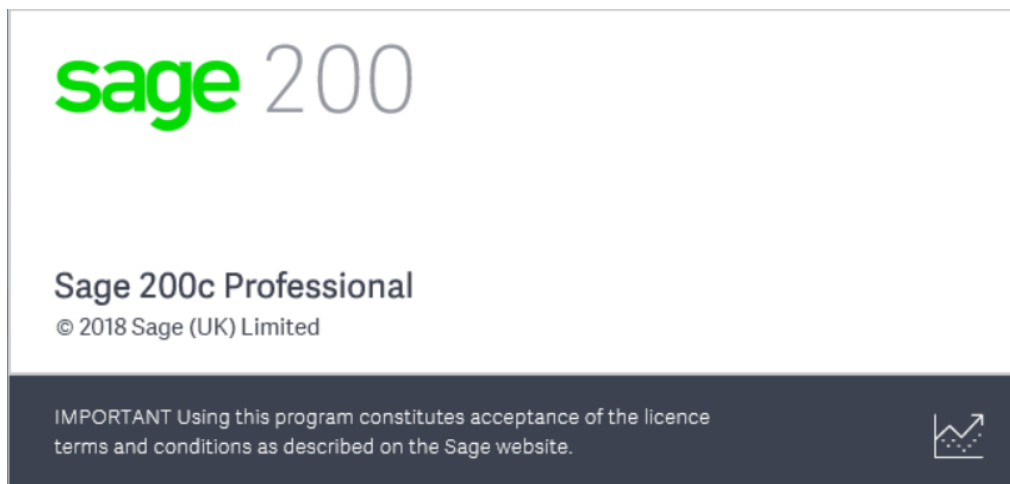 sage 200
Sage 200c Professional
© 2018 Sage (UK) Limited
IMPORTANT Using this program constitutes acceptance of the licence
terms and conditions as described on the Sage website.